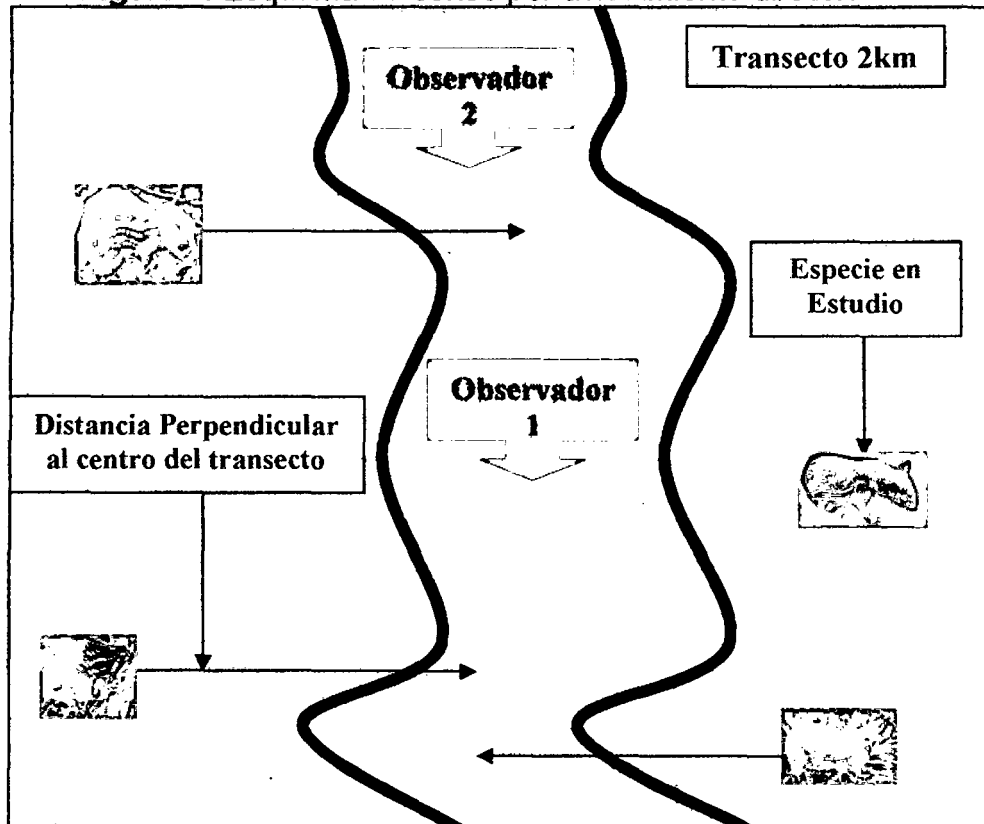 Transecto 2km
Observador
2
Especie en
Estudio
Observador
1
Distancia Perpendicular
al centro del transecto